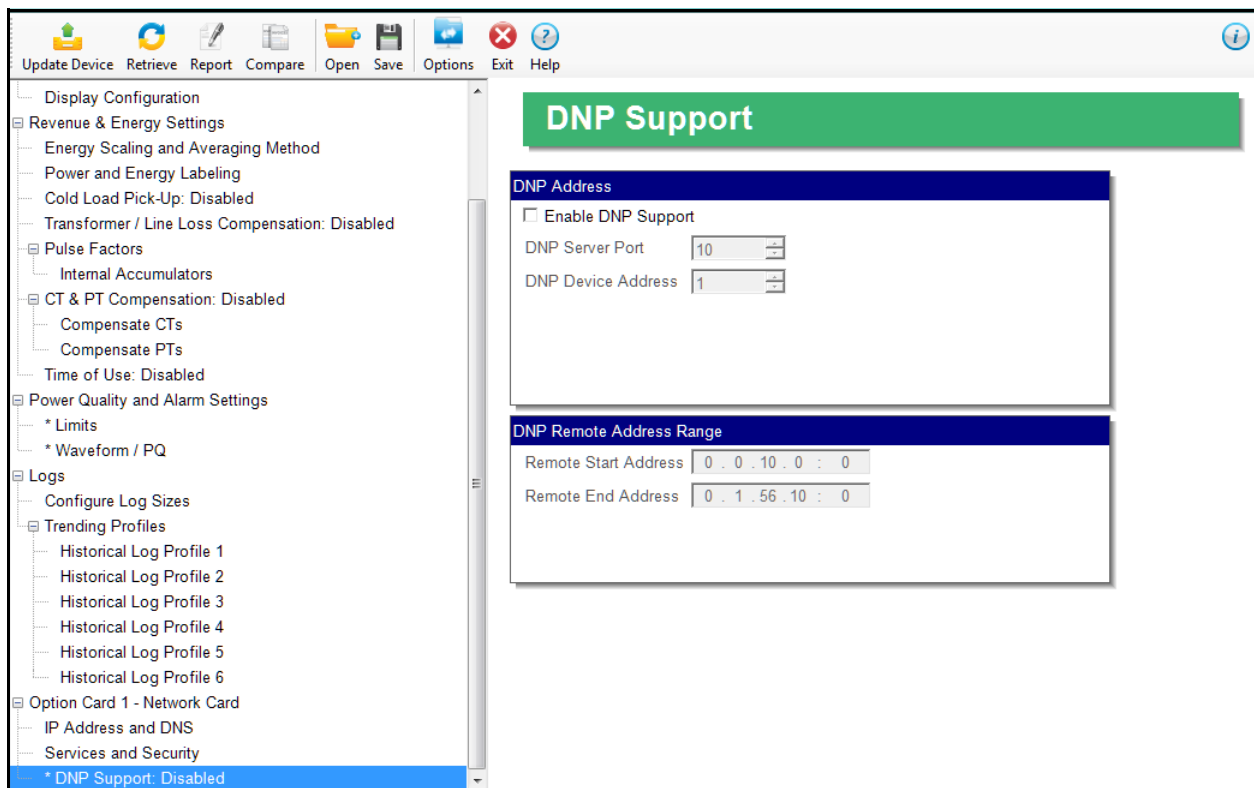 Update Device Retrieve Report Compare Open Save Options Exit Help
Display Configuration
Revenue & Energy Settings
Energy Scaling and Averaging Method
Power and Energy Labeling
Cold Load Pick-Up: Disabled
Transformer / Line Loss Compensation: Disabled
Pulse Factors
Internal Accumulators
CT & PT Compensation: Disabled
Compensate CTs
Compensate PTs
Time of Use: Disabled
Power Quality and Alarm Settings
* Limits
* Waveform / PQ
Logs
Configure Log Sizes
Trending Profiles
Historical Log Profile 1
Historical Log Profile 2
Historical Log Profile 3
Historical Log Profile 4
Historical Log Profile 5
Historical Log Profile 6
Option Card 1 - Network Card
IP Address and DNS
Services and Security
* DNP Support: Disabled
DNP Support
DNP Address
Enable DNP Support
DNP Server Port 10
DNP Device Address 1
DNP Remote Address Range
Remote Start Address 0 . 0 . 10 . 0 : 0
Remote End Address 0 . 1 . 56 . 10 : 0